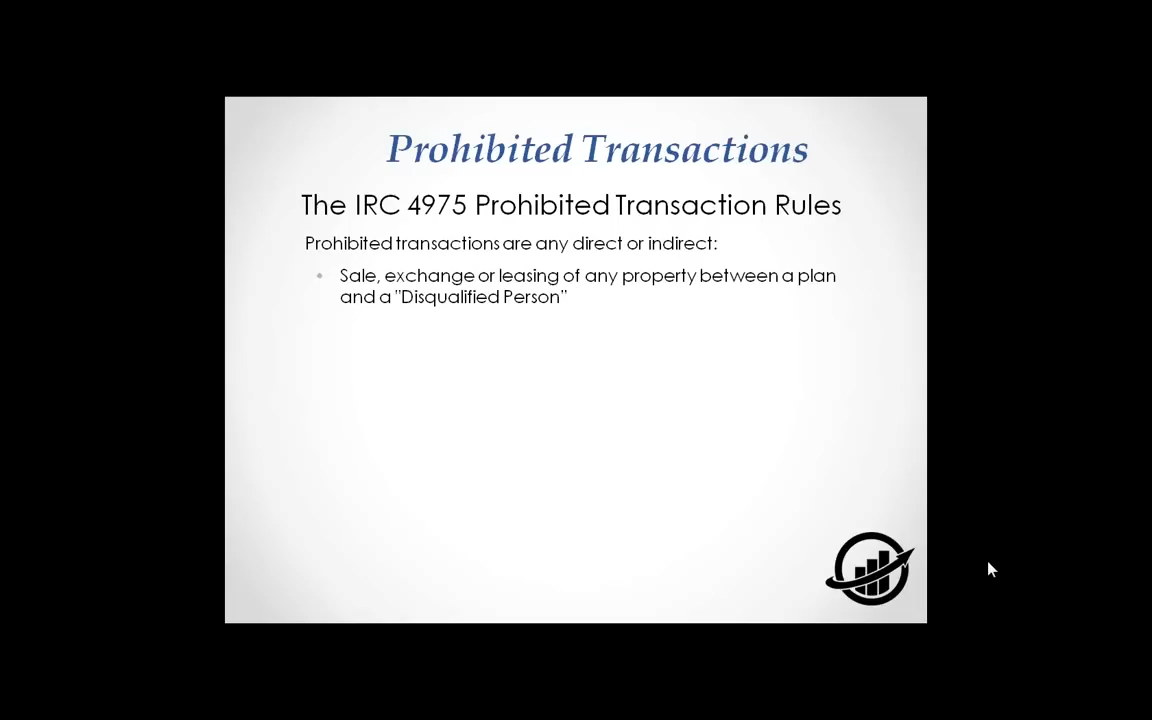 Prohibited Transactions
The IRC 4975 Prohibited Transaction Rules
Prohibited transactions are any direct or indirect:
• Sale, exchange or leasing of any property between a plan
and a "Disqualified Person"